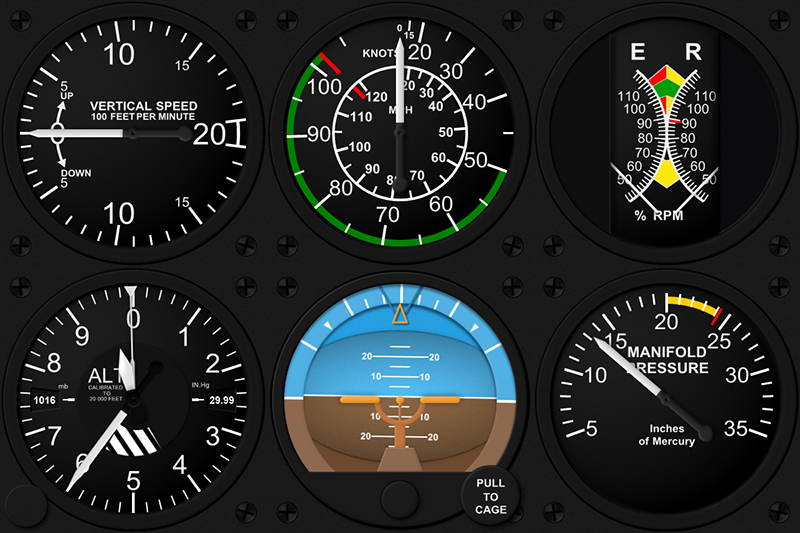 10
15
5
UP
VERTICAL SPEED
100 FEET PER MINUTE
0
20
DOWN
5
15
10
0
15
KNOTS
20
30
40
50
60
70
80
90
100
MPH
20
30
40
50
60
70
80
90
100
110
120
E R
110 110
100 100
90 90
80 80
70 70
60 60
50 50
% RPM
0
1
2
3
4
5
6
7
8
9
ALT
CALIBRATED
TO
20 000 FEET
mb
1016
IN.Hg
29.99
20 20
10 10
10 10
20 20
PULL
TO
CAGE
5
10
15
20
25
30
35
MANIFOLD
PRESSURE
Inches
of Mercury